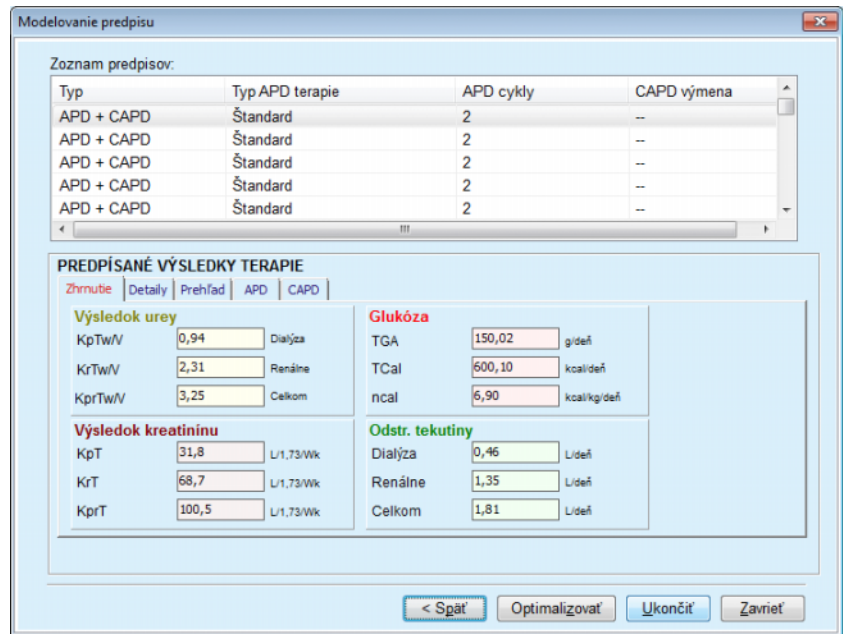 Modelovanie predpisu
Zoznam predpisov:
Typ Typ APD terapie APD cykly CAPD výmena
APD + CAPD Štandard 2 --
APD + CAPD Štandard 2 --
APD + CAPD Štandard 2 --
APD + CAPD Štandard 2 --
APD + CAPD Štandard 2 --
PREDPÍSANÉ VÝSLEDKY TERAPIE
Zhrnutie Detaily Prehľad APD CAPD
Výsledok urey
KpTw/V 0,94 Dialýza
KrTw/V 2,31 Renálne
KprTw/V 3,25 Celkom
Glukóza
TGA 150,02 g/deň
TCal 600,10 kcal/deň
ncal 6,90 kcal/kg/deň
Výsledok kreatinínu
KpT 31,8 L/1,73/Wk
KrT 68,7 L/1,73/Wk
KprT 100,5 L/1,73/Wk
Odstr. tekutiny
Dialýza 0,46 L/deň
Renálne 1,35 L/deň
Celkom 1,81 L/deň
< Späť Optimalizovať Ukončiť Zavrieť